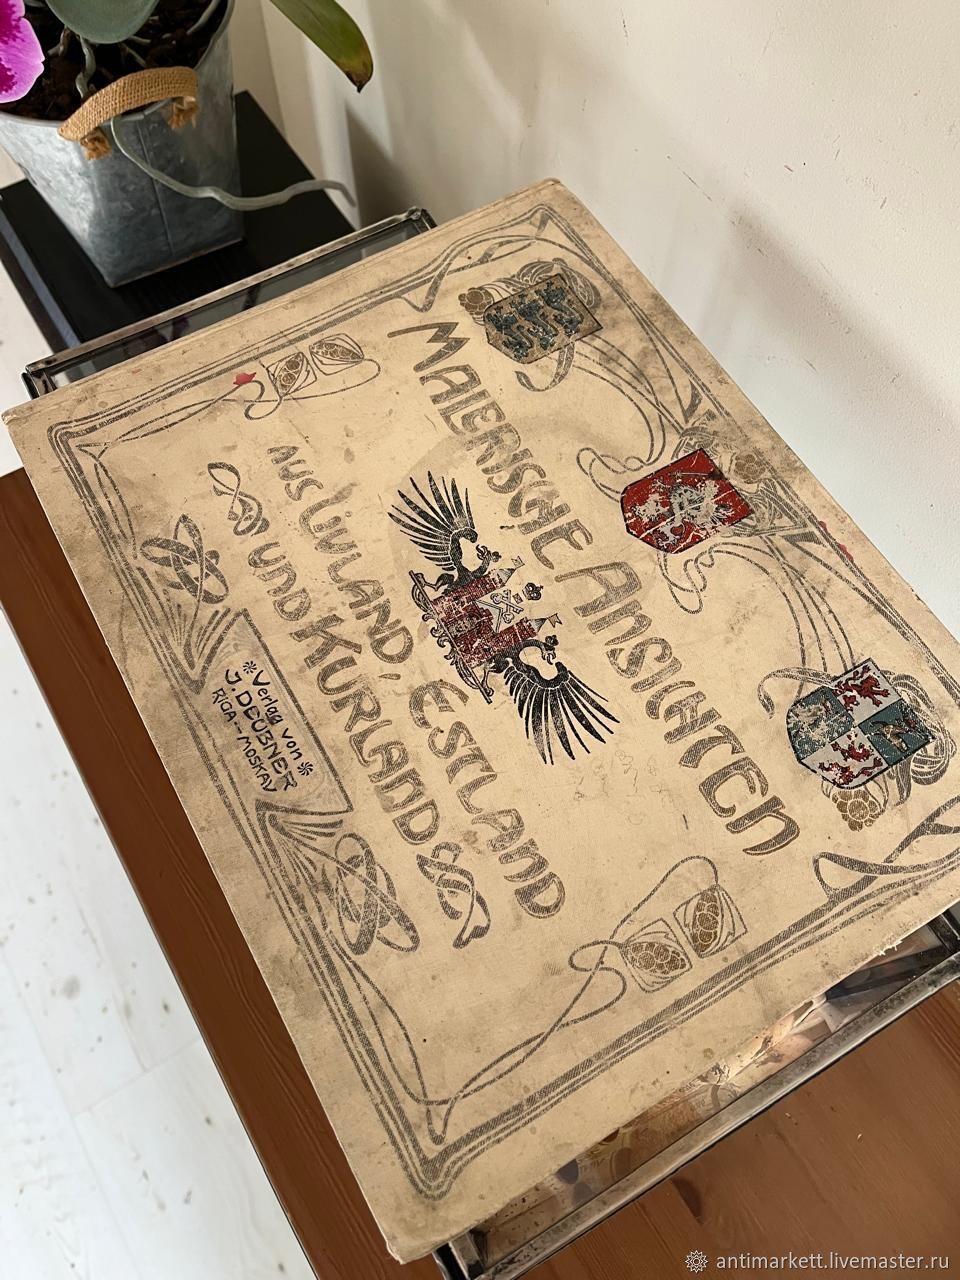 MALERISCHE ANSICHTEN
AUS LIVLAND, ESTLAND
UND KURLAND
Verlag von
J. DEUBNER
RIGA-MOSKAU
antimarkett.livemaster.ru